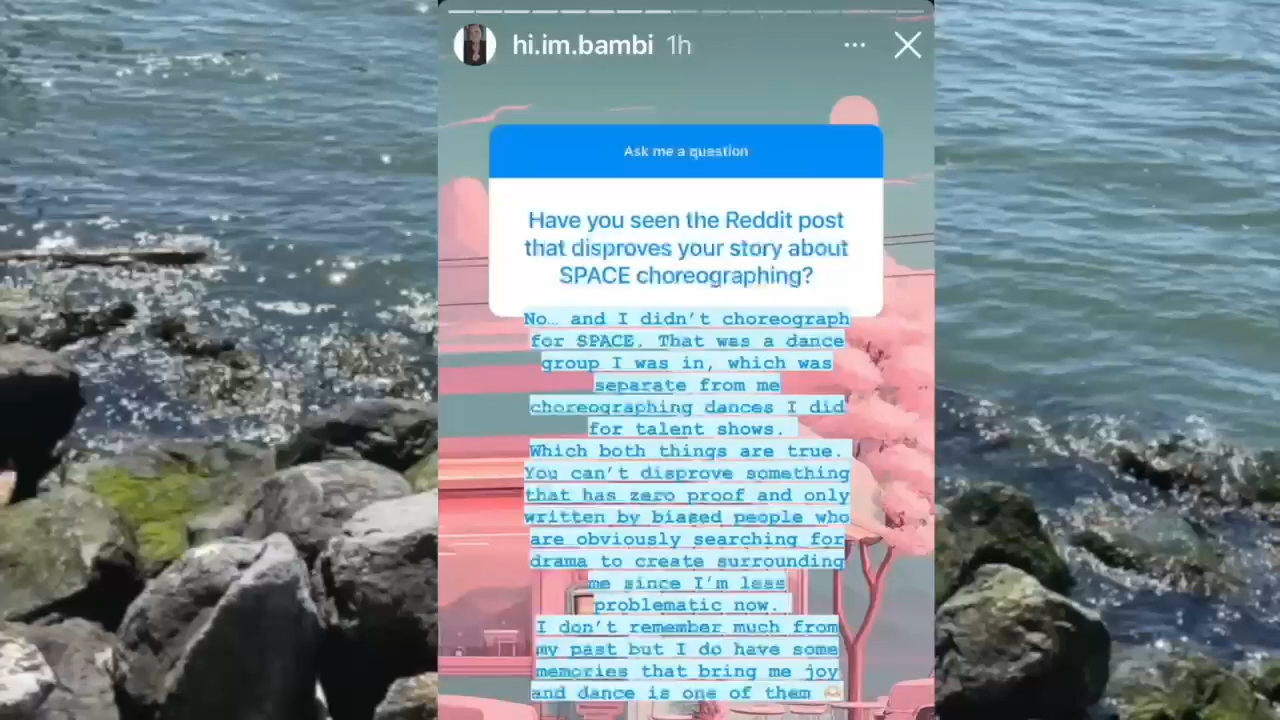 hi.im.bambi 1h
Ask me a question
Have you seen the Reddit post
that disproves your story about
SPACE choreographing?
No… and I didn't choreograph
for SPACE. That was a dance
group I was in, which was
separate from me
choreographing dances I did
for talent shows.
Which both things are true.
You can't disprove something
that has zero proof and only
written by biased people who
are obviously searching for
drama to create surrounding
me since I'm less
problematic now.
I don't remember much from
my past but I do have some
memories that bring me joy
and dance is one of them